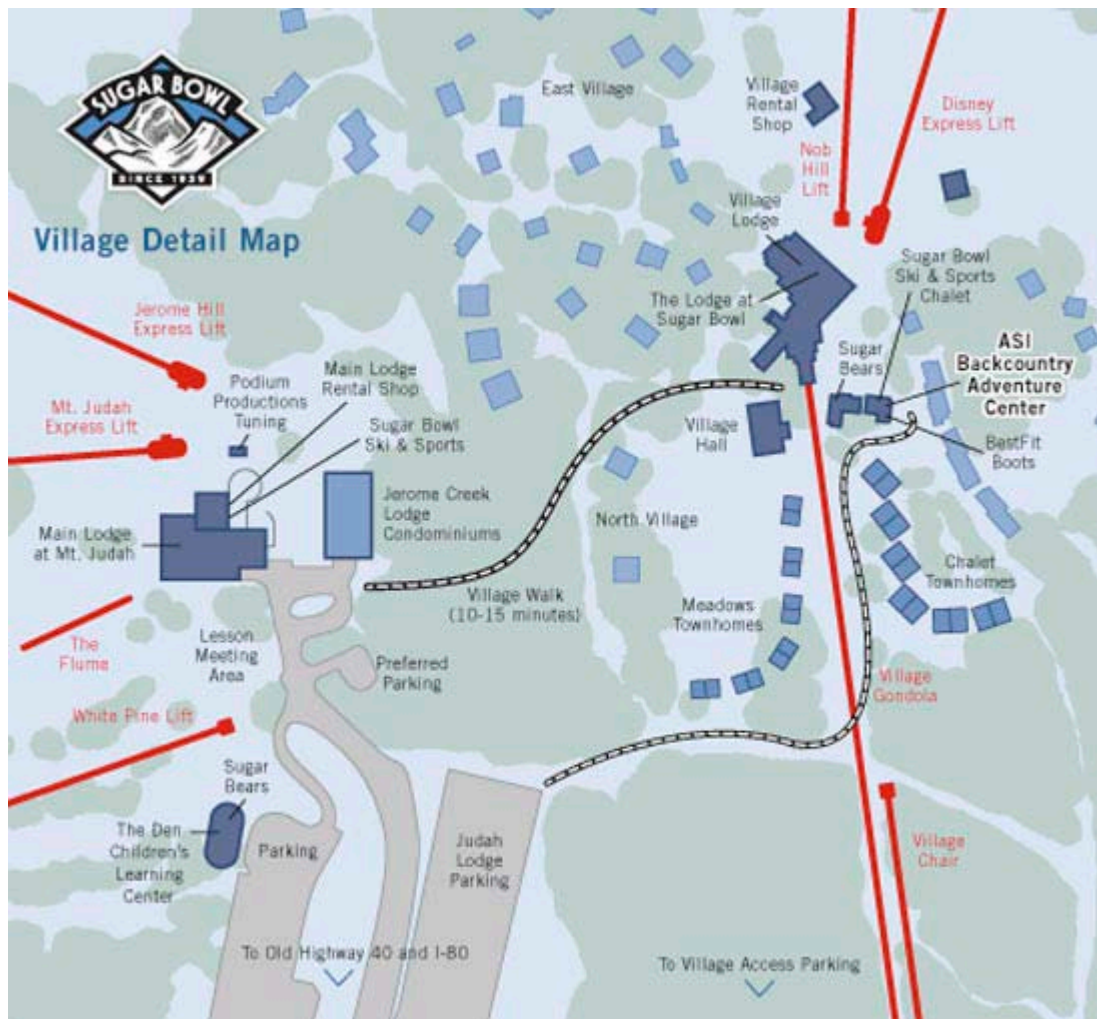 SUGAR BOWL
SINCE 1939
Village Detail Map
East Village
Village
Rental
Shop
Disney
Express Lift
Nob
Hill
Lift
Village
Lodge
The Lodge at
Sugar Bowl
Sugar Bowl
Ski & Sports
Chalet
Jerome Hill
Express Lift
Main Lodge
Rental Shop
Podium
Productions
Tuning
Mt. Judah
Express Lift
Sugar Bowl
Ski & Sports
Sugar
Bears
ASI
Backcountry
Adventure
Center
Village
Hall
BestFit
Boots
Main Lodge
at Mt. Judah
Jerome Creek
Lodge
Condominiums
North Village
Chalet
Townhomes
Village Walk
(10-15 minutes)
Meadows
Townhomes
The
Flume
Lesson
Meeting
Area
Preferred
Parking
Village
Gondola
White Pine Lift
Sugar
Bears
The Den
Children's
Learning
Center
Parking
Judah
Lodge
Parking
Village
Chair
To Old Highway 40 and I-80
To Village Access Parking